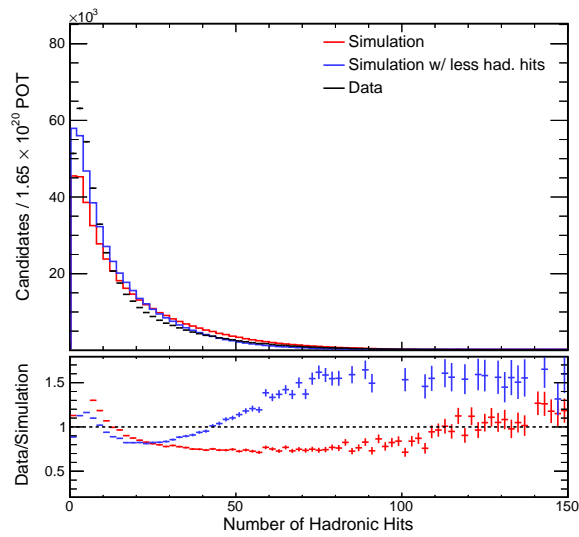 ×10³
80
60
40
20
Candidates / 1.65 × 10²⁰ POT
Simulation
Simulation w/ less had. hits
Data
1.5
1
0.5
Data/Simulation
0 50 100 150
Number of Hadronic Hits